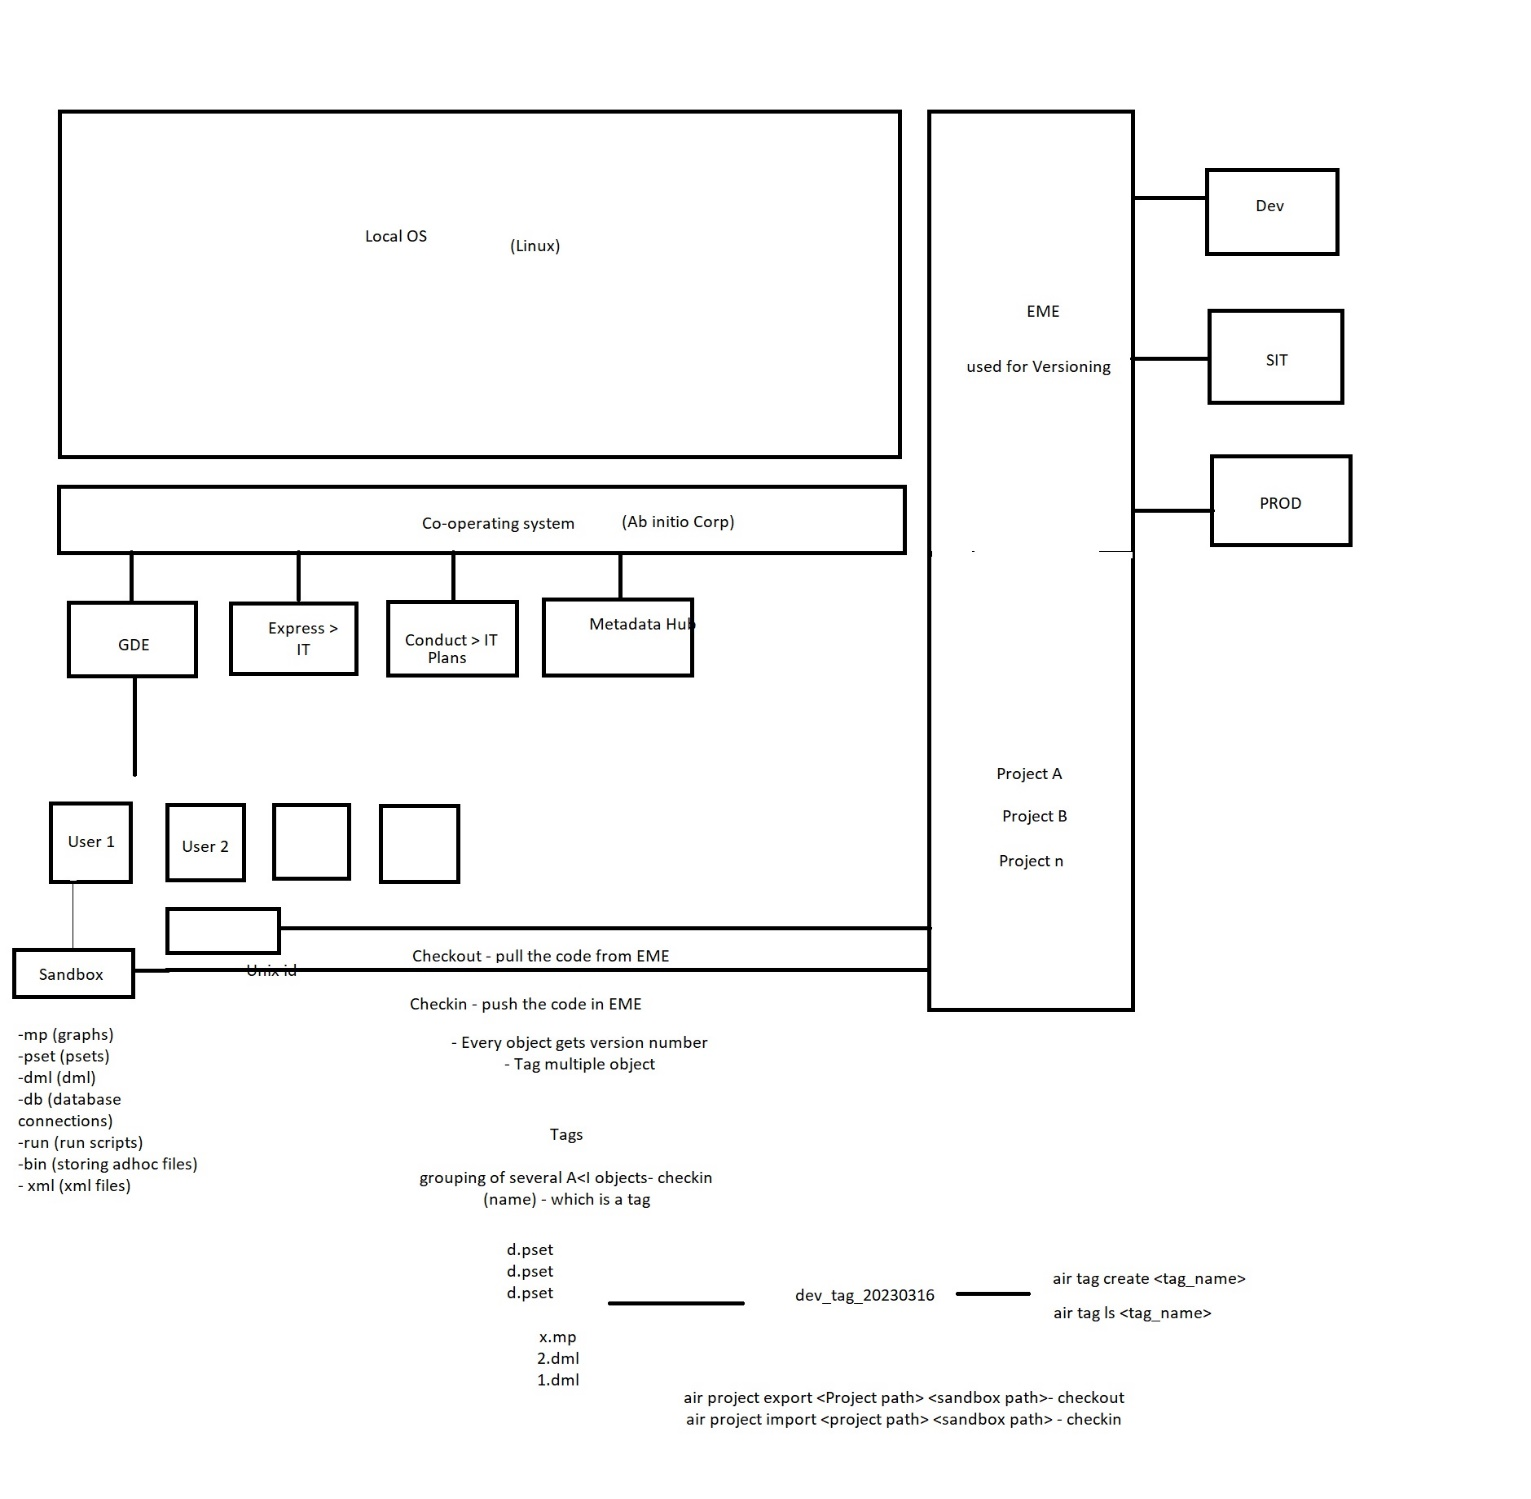 Local OS
(Linux)
EME
used for Versioning
Dev
SIT
PROD
Co-operating system
(Ab initio Corp)
GDE
Express >
IT
Conduct > IT
Plans
Metadata Hub
Project A
Project B
Project n
User 1
User 2
Sandbox
Unix id
Checkout - pull the code from EME
Checkin - push the code in EME
- Every object gets version number
- Tag multiple object
-mp (graphs)
-pset (psets)
-dml (dml)
-db (database
connections)
-run (run scripts)
-bin (storing adhoc files)
- xml (xml files)
Tags
grouping of several A<I objects- checkin
(name) - which is a tag
d.pset
d.pset
d.pset
x.mp
2.dml
1.dml
dev_tag_20230316
air tag create <tag_name>
air tag ls <tag_name>
air project export <Project path> <sandbox path>- checkout
air project import <project path> <sandbox path> - checkin